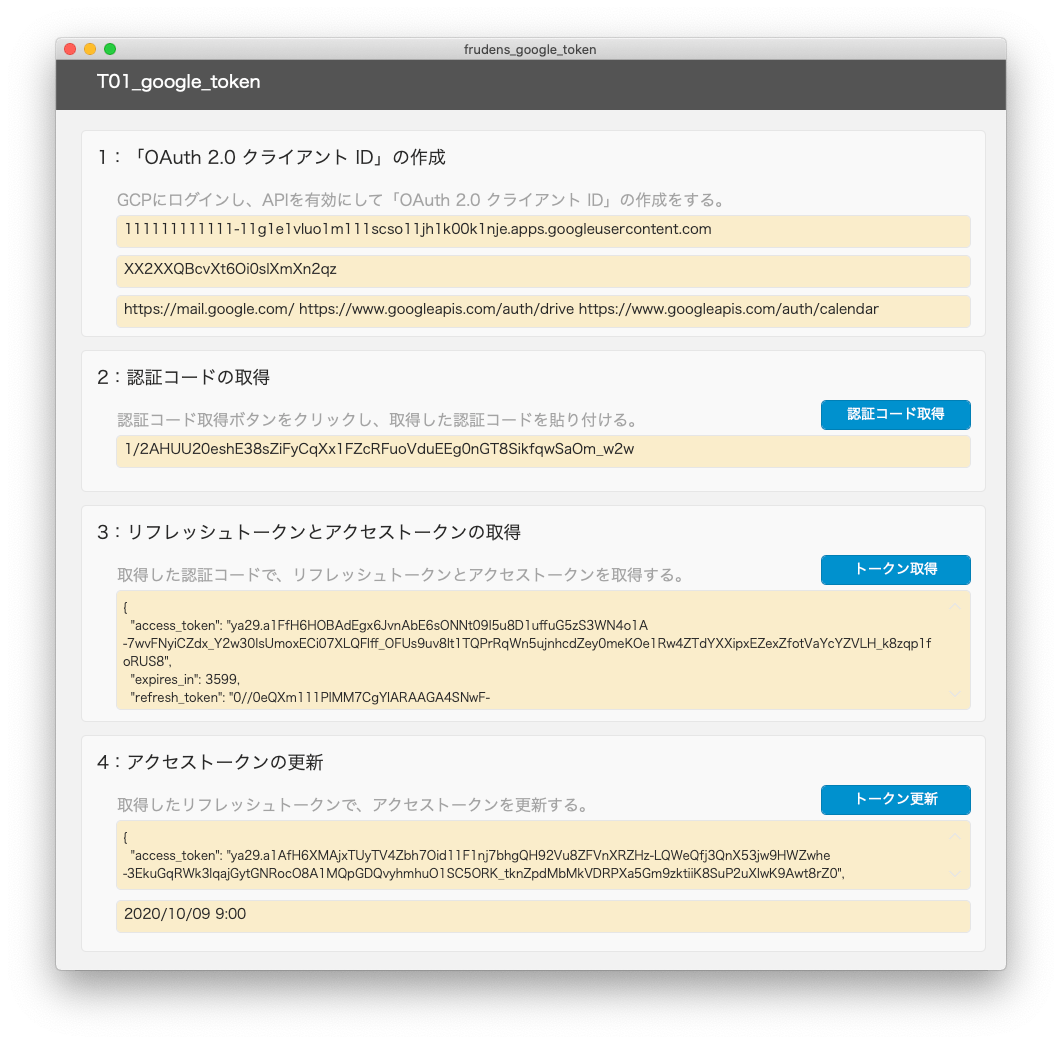 frudens_google_token
T01_google_token
1：「OAuth 2.0 クライアント ID」の作成
GCPにログインし、APIを有効にして「OAuth 2.0 クライアント ID」の作成をする。
111111111111-11g1e1vluo1m111scso11jh1k00k1nje.apps.googleusercontent.com
XX2XXQBcvXt6Oi0slXmXn2qz
https://mail.google.com/ https://www.googleapis.com/auth/drive https://www.googleapis.com/auth/calendar
2：認証コードの取得
認証コード取得ボタンをクリックし、取得した認証コードを貼り付ける。
認証コード取得
1/2AHUU20eshE38sZiFyCqXx1FZcRFuoVduEEg0nGT8SikfqwSaOm_w2w
3：リフレッシュトークンとアクセストークンの取得
取得した認証コードで、リフレッシュトークンとアクセストークンを取得する。
トークン取得
{
"access_token": "ya29.a1FfH6HOBAdEgx6JvnAbE6sONNt09I5u8D1uffuG5zS3WN4o1A
-7wvFNyiCZdx_Y2w30lsUmoxECi07XLQFlff_OFUs9uv8lt1TQPrRqWn5ujnhcdZey0meKOe1Rw4ZTdYXXipxEZexZfotVaYcYZVLH_k8zqp1f
oRUS8",
"expires_in": 3599,
"refresh_token": "0//0eQXm111PlMM7CgYIARAAGA4SNwF-
4：アクセストークンの更新
取得したリフレッシュトークンで、アクセストークンを更新する。
トークン更新
{
"access_token": "ya29.a1AfH6XMAjxTUyTV4Zbh7Oid11F1nj7bhgQH92Vu8ZFVnXRZHz-LQWeQfj3QnX53jw9HWZwhe
-3EkuGqRWk3lqajGytGNRocO8A1MQpGDQvyhmhuO1SC5ORK_tknZpdMbMkVDRPXa5Gm9zktiiK8SuP2uXlwK9Awt8rZ0",
2020/10/09 9:00